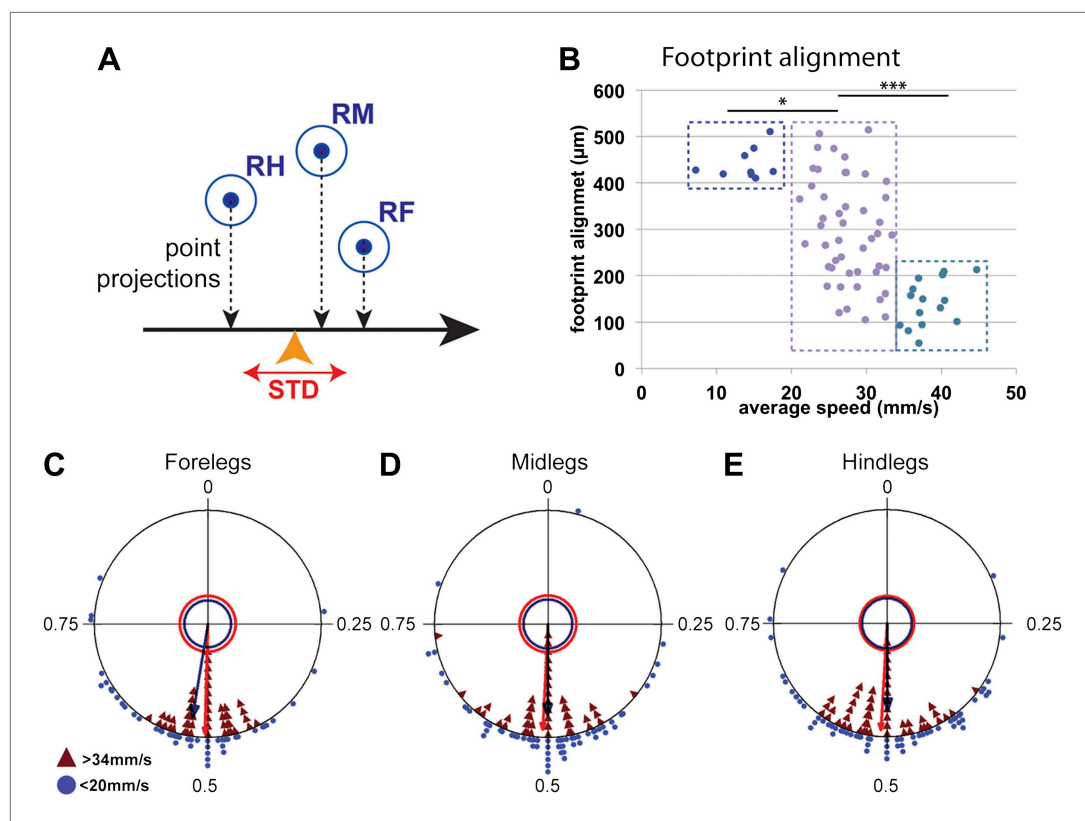 A
RM
RH
RF
point
projections
STD
B
Footprint alignment
*
***
footprint alignmet (µm)
600
500
400
300
200
100
0
0
10
20
30
40
50
average speed (mm/s)
C
Forelegs
0
0.75
0.25
0.5
>34mm/s
<20mm/s
D
Midlegs
0
0.75
0.25
0.5
E
Hindlegs
0
0.75
0.25
0.5